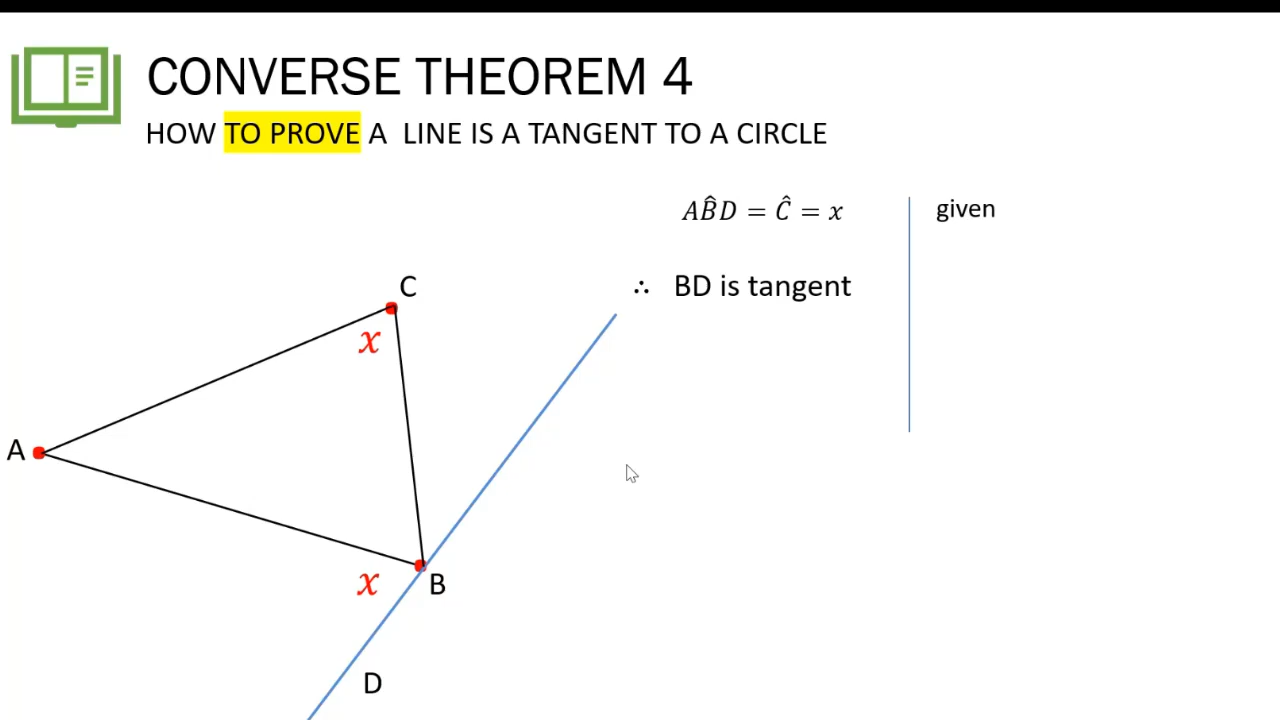 CONVERSE THEOREM 4
HOW TO PROVE A LINE IS A TANGENT TO A CIRCLE
AB̂D = Ĉ = x
given
∴ BD is tangent
C
x
A
x
B
D